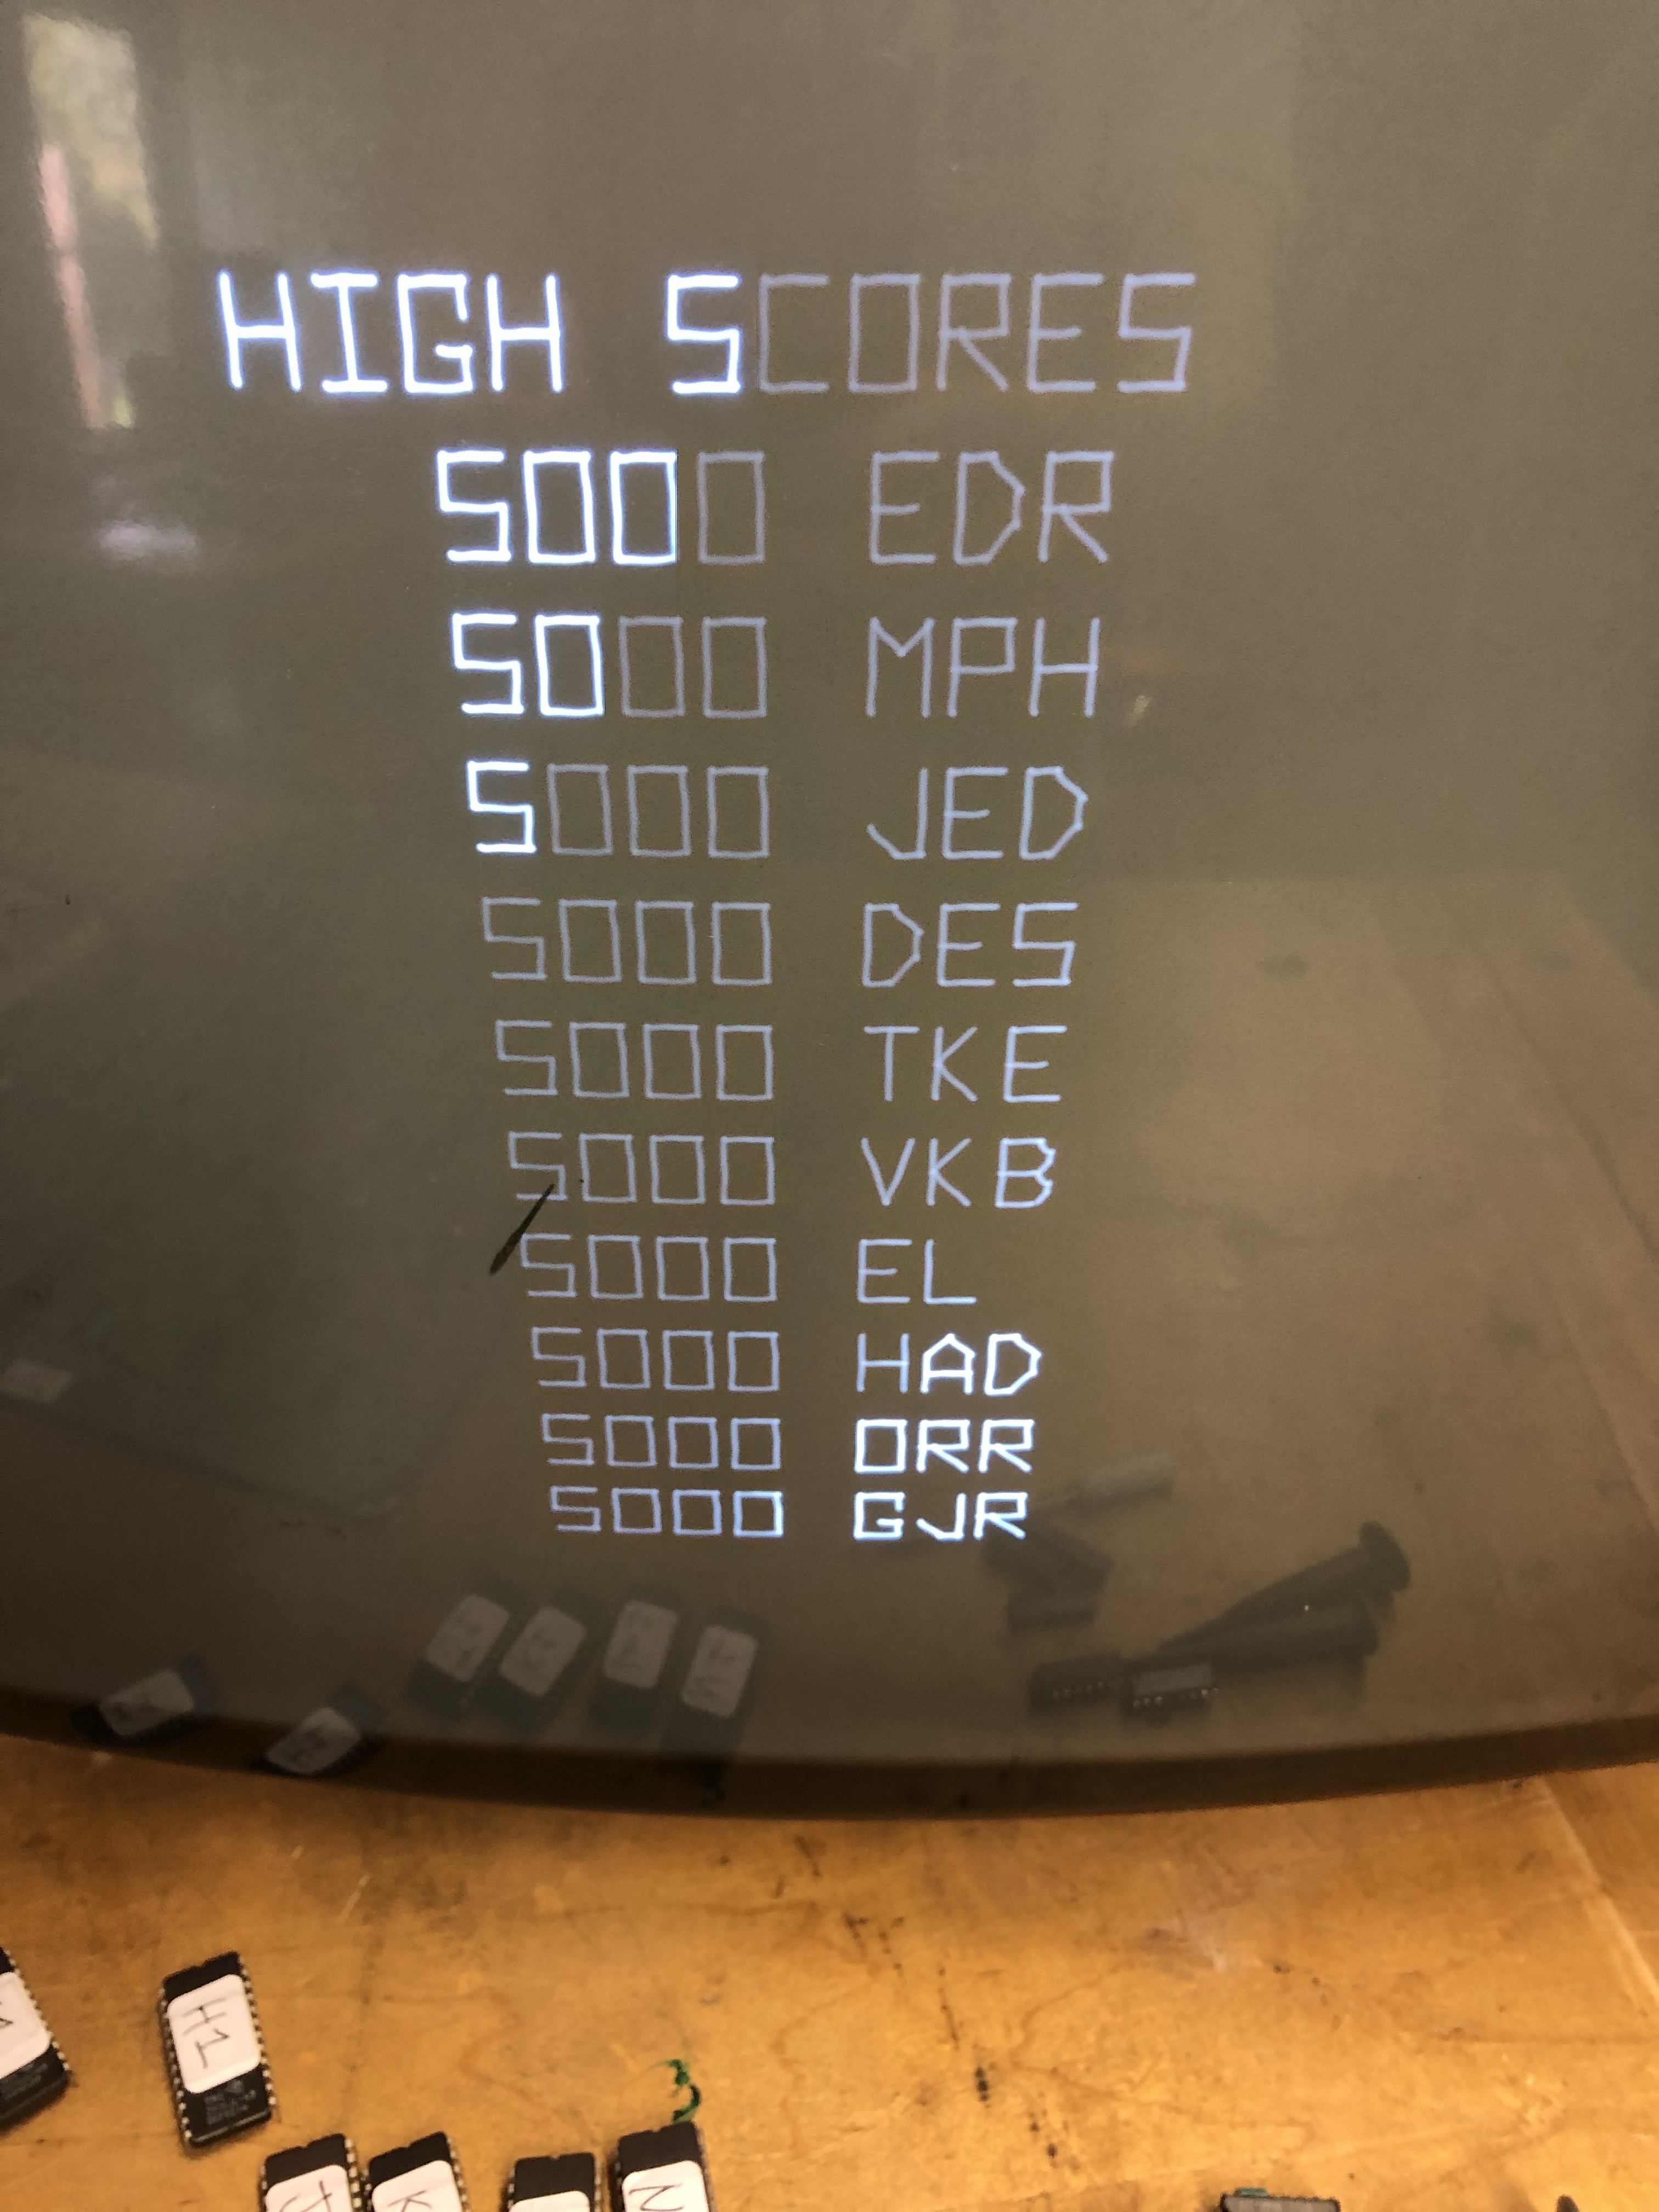 HIGH SCORES
5000 EDR
5000 MPH
5000 JED
5000 DES
5000 TKE
5000 VKB
5000 EL
5000 HAD
5000 ORR
5000 GJR
H1
J
K
N